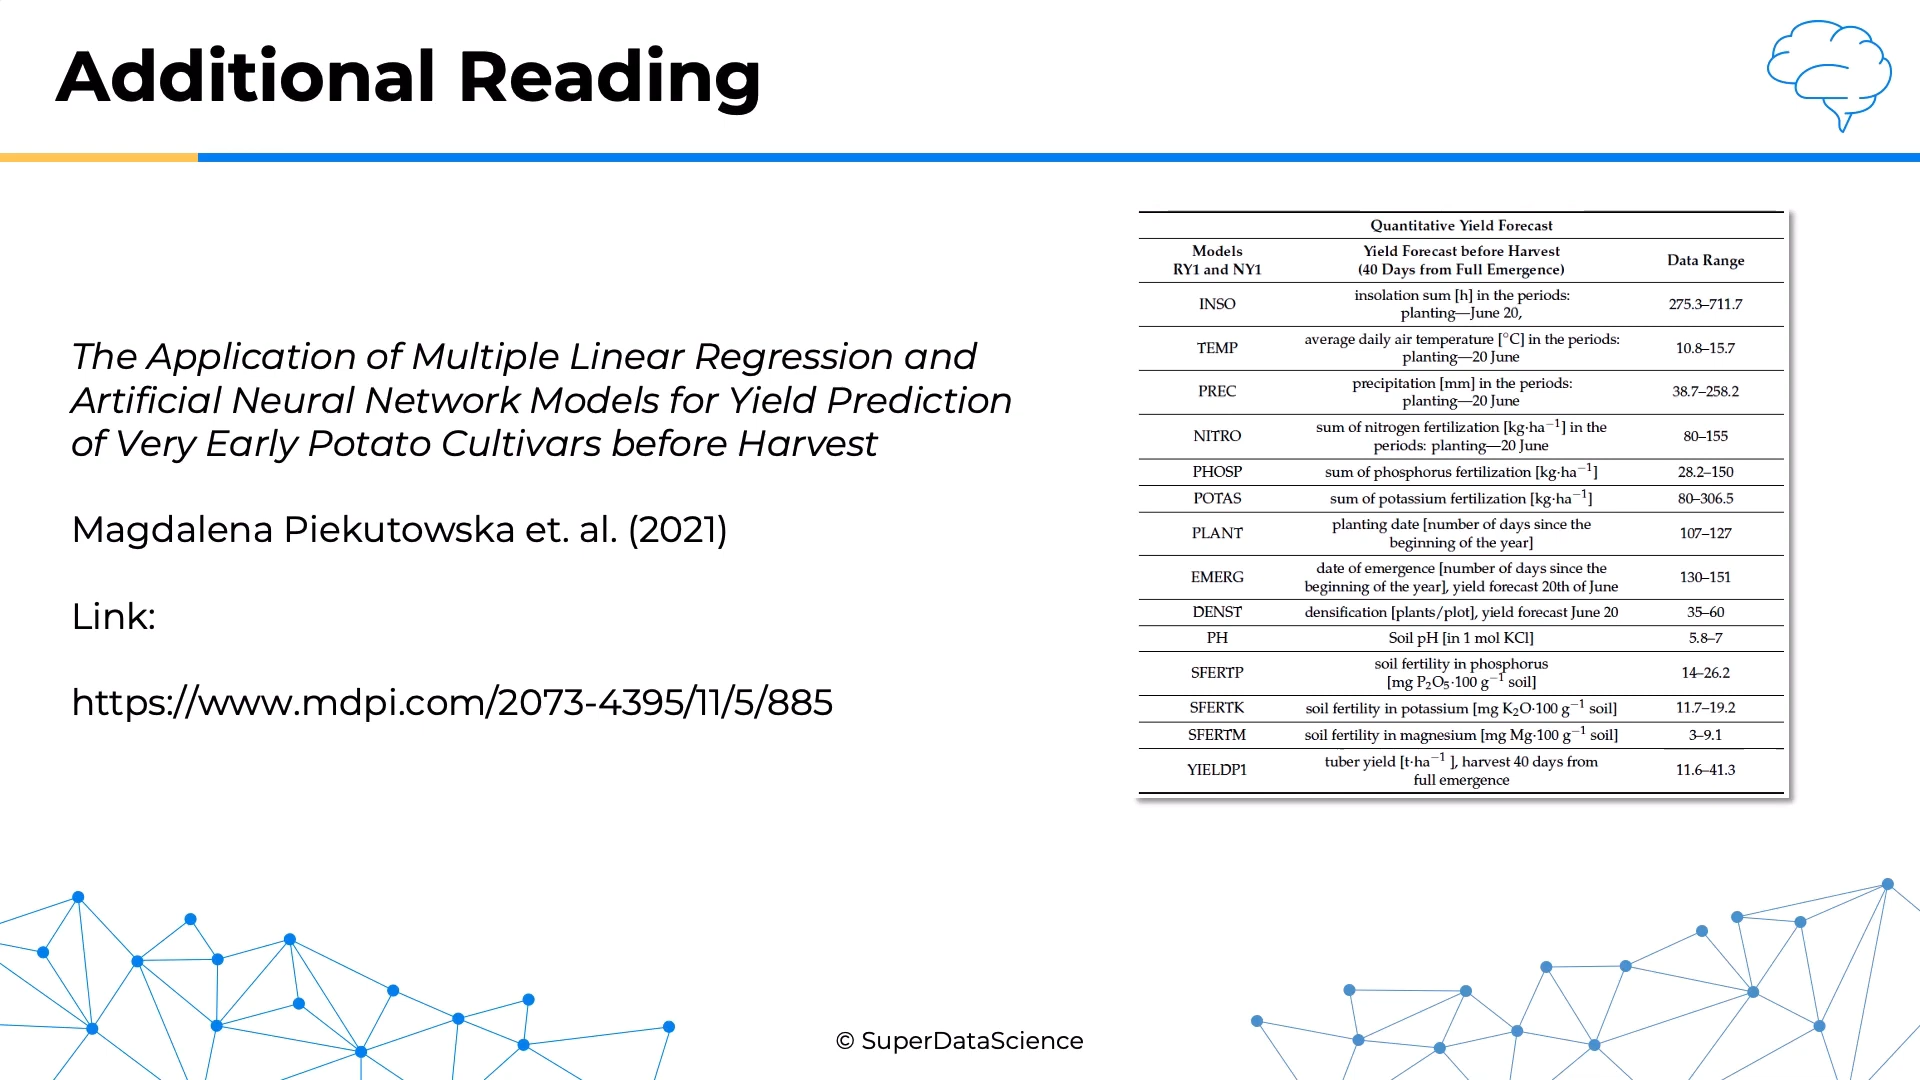 Additional Reading
The Application of Multiple Linear Regression and
Artificial Neural Network Models for Yield Prediction
of Very Early Potato Cultivars before Harvest
Magdalena Piekutowska et. al. (2021)
Link:
https://www.mdpi.com/2073-4395/11/5/885
Quantitative Yield Forecast
Models
RY1 and NY1
Yield Forecast before Harvest
(40 Days from Full Emergence)
Data Range
INSO
insolation sum [h] in the periods:
planting—June 20,
275.3–711.7
TEMP
average daily air temperature [°C] in the periods:
planting—20 June
10.8–15.7
PREC
precipitation [mm] in the periods:
planting—20 June
38.7–258.2
NITRO
sum of nitrogen fertilization [kg·ha⁻¹] in the
periods: planting—20 June
80–155
PHOSP
sum of phosphorus fertilization [kg·ha⁻¹]
28.2–150
POTAS
sum of potassium fertilization [kg·ha⁻¹]
80–306.5
PLANT
planting date [number of days since the
beginning of the year]
107–127
EMERG
date of emergence [number of days since the
beginning of the year], yield forecast 20th of June
130–151
DENST
densification [plants/plot], yield forecast June 20
35–60
PH
Soil pH [in 1 mol KCl]
5.8–7
SFERTP
soil fertility in phosphorus
[mg P₂O₅·100 g⁻¹ soil]
14–26.2
SFERTK
soil fertility in potassium [mg K₂O·100 g⁻¹ soil]
11.7–19.2
SFERTM
soil fertility in magnesium [mg Mg·100 g⁻¹ soil]
3–9.1
YIELDP1
tuber yield [t·ha⁻¹ ], harvest 40 days from
full emergence
11.6–41.3
© SuperDataScience